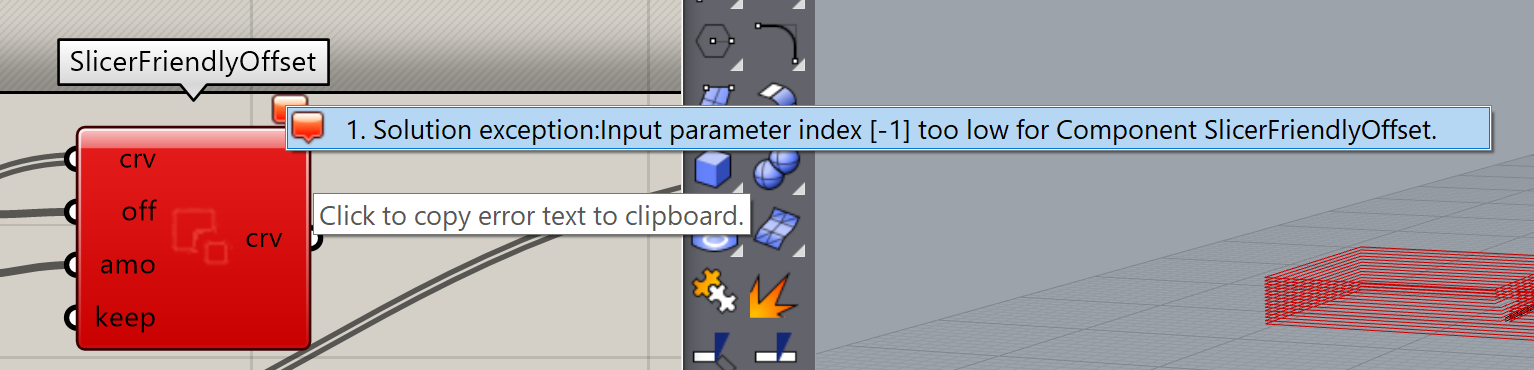 SlicerFriendlyOffset
1. Solution exception:Input parameter index [-1] too low for Component SlicerFriendlyOffset.
crv
off
amo
keep
crv
Click to copy error text to clipboard.